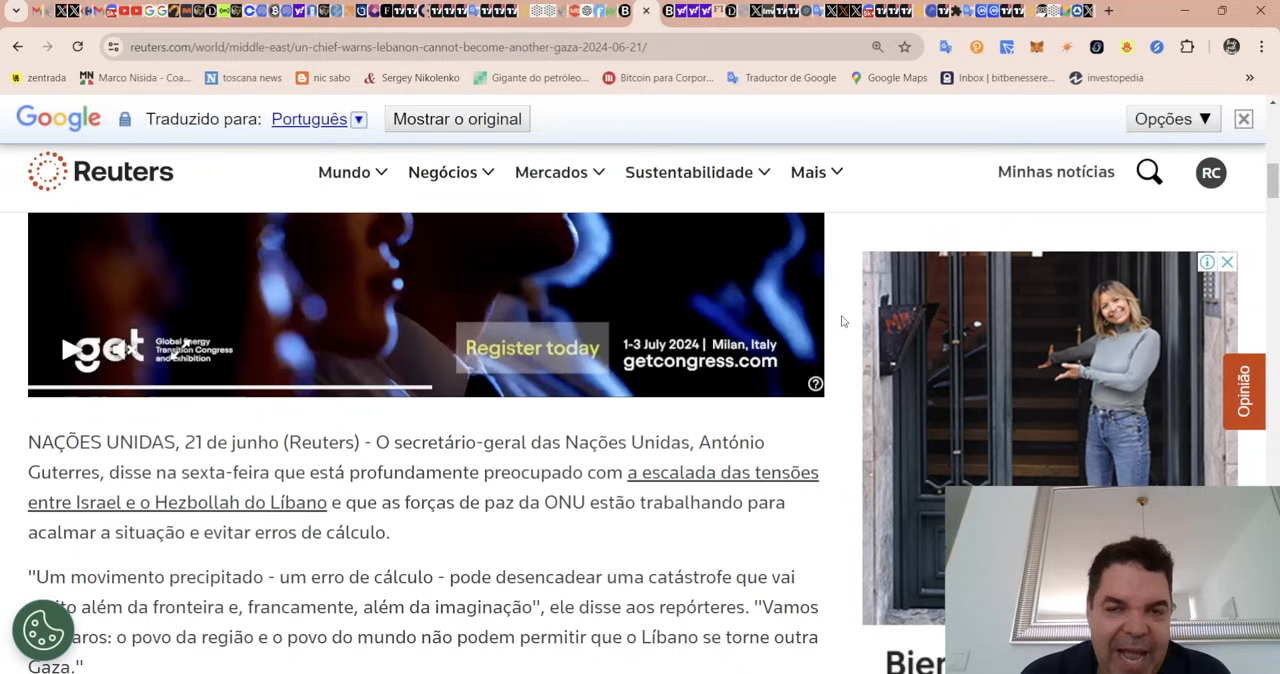 reuters.com/world/middle-east/un-chief-warns-lebanon-cannot-become-another-gaza-2024-06-21/
zentrada
Marco Nisida - Coa...
toscana news
nic sabo
Sergey Nikolenko
Gigante do petróleo...
Bitcoin para Corpor...
Traductor de Google
Google Maps
Inbox | bitbenessere...
investopedia
Google
Traduzido para: Português
Mostrar o original
Opções ▼
Reuters
Mundo
Negócios
Mercados
Sustentabilidade
Mais
Minhas notícias
RC
get
Global Energy
Transition Congress
and exhibition
Register today
1-3 July 2024 | Milan, Italy
getcongress.com
Opinião
NAÇÕES UNIDAS, 21 de junho (Reuters) - O secretário-geral das Nações Unidas, António
Guterres, disse na sexta-feira que está profundamente preocupado com a escalada das tensões
entre Israel e o Hezbollah do Líbano e que as forças de paz da ONU estão trabalhando para
acalmar a situação e evitar erros de cálculo.
"Um movimento precipitado - um erro de cálculo - pode desencadear uma catástrofe que vai
além da fronteira e, francamente, além da imaginação", ele disse aos repórteres. "Vamos
o povo da região e o povo do mundo não podem permitir que o Líbano se torne outra
Gaza."